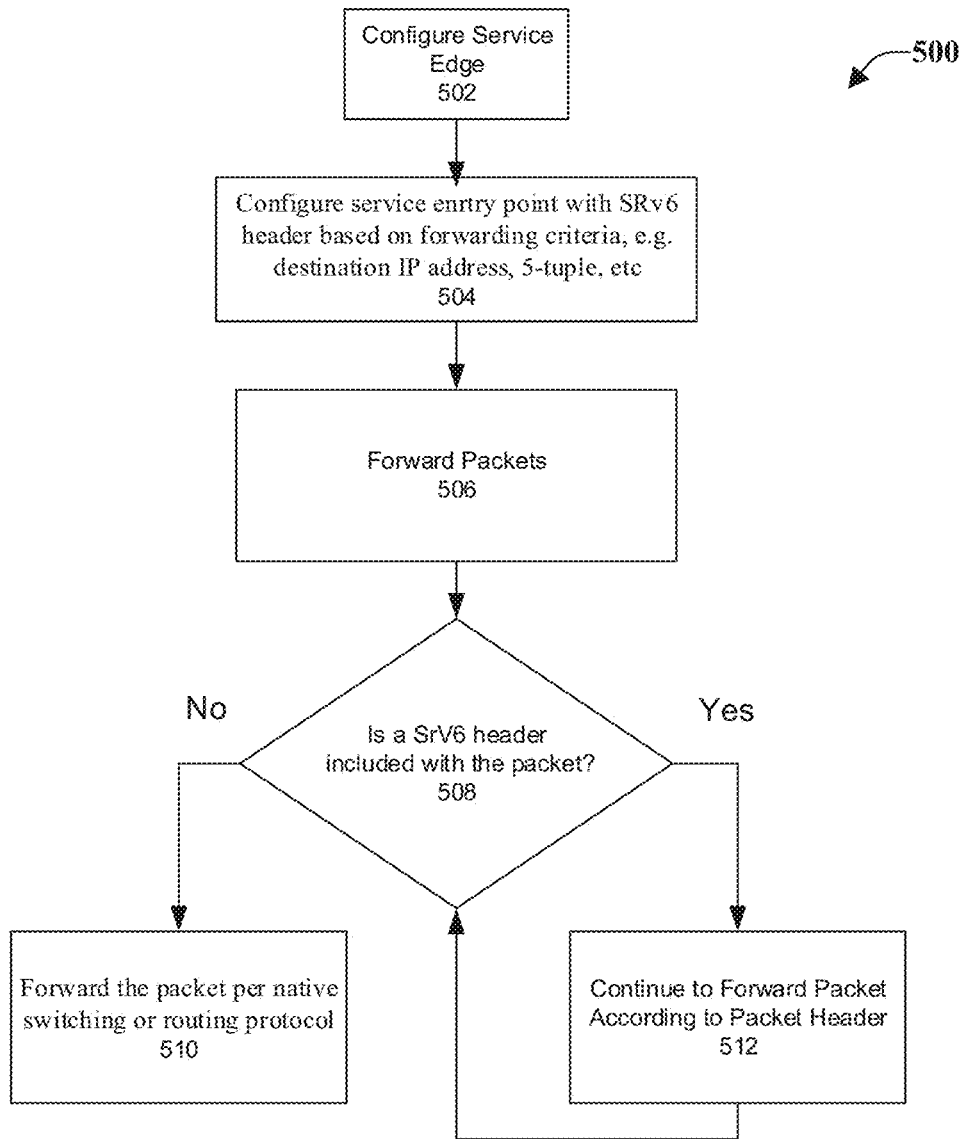 Configure Service
Edge
502
500
Configure service enrtry point with SRv6
header based on forwarding criteria, e.g.
destination IP address, 5-tuple, etc
504
Forward Packets
506
No
Yes
Is a SrV6 header
included with the packet?
508
Forward the packet per native
switching or routing protocol
510
Continue to Forward Packet
According to Packet Header
512